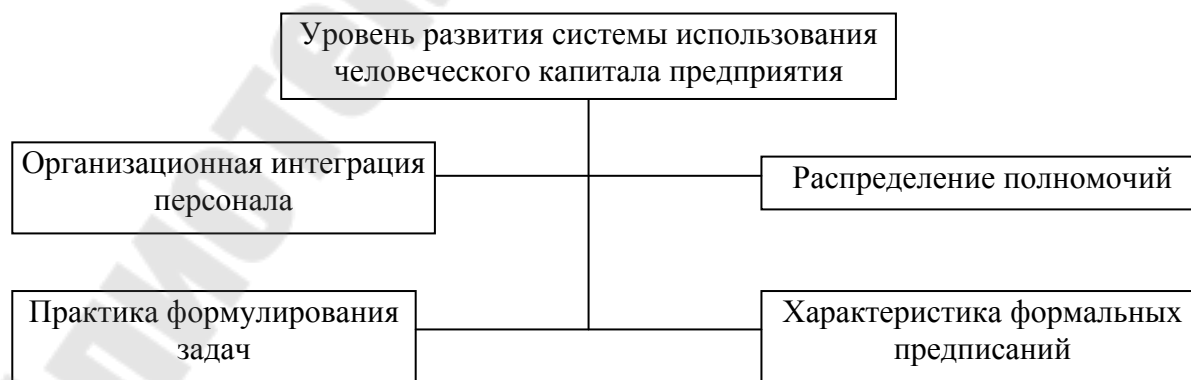 Уровень развития системы использования
человеческого капитала предприятия
Организационная интеграция
персонала
Распределение полномочий
Практика формулирования
задач
Характеристика формальных
предписаний